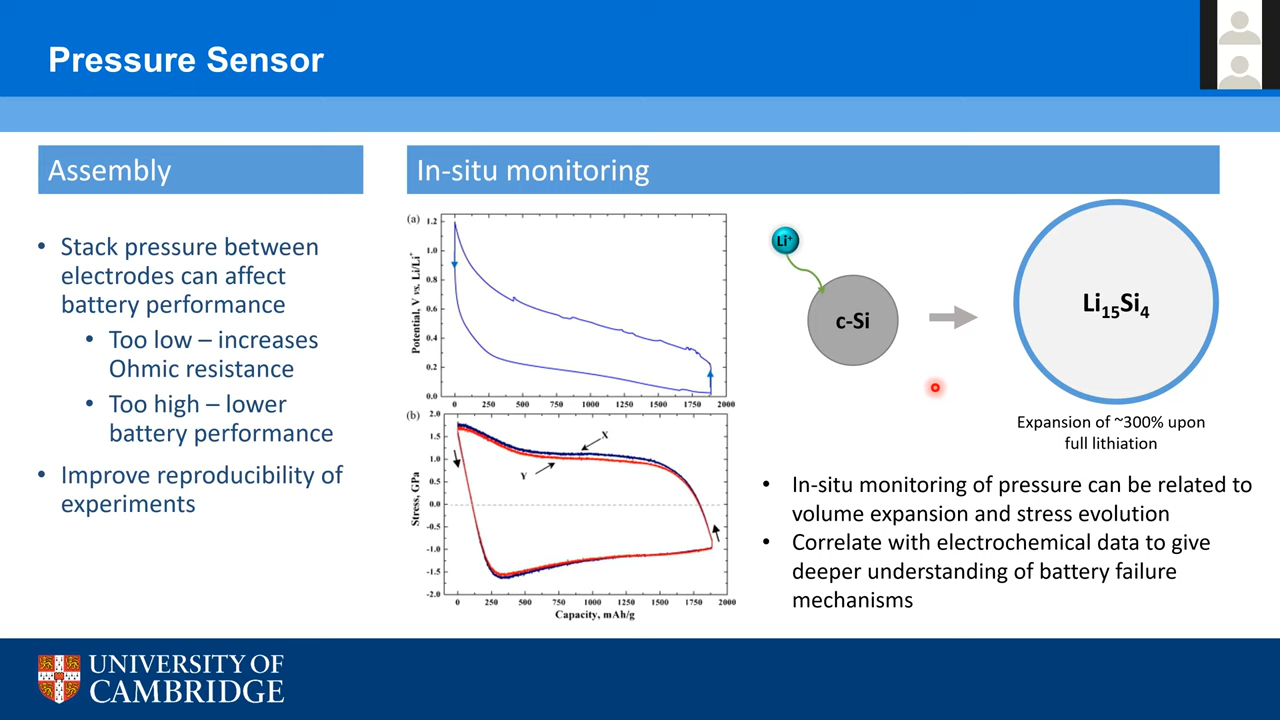 Pressure Sensor
Assembly
• Stack pressure between
electrodes can affect
battery performance
• Too low – increases
Ohmic resistance
• Too high – lower
battery performance
• Improve reproducibility of
experiments
In-situ monitoring
(a)
Potential, V vs. Li/Li+
1.2
1.0
0.8
0.6
0.4
0.2
0.0
0 250 500 750 1000 1250 1500 1750 2000
(b)
Stress, GPa
2.0
1.5
1.0
0.5
0.0
-0.5
-1.0
-1.5
-2.0
X
Y
0 250 500 750 1000 1250 1500 1750 2000
Capacity, mAh/g
Li+
c-Si
Li15Si4
Expansion of ~300% upon
full lithiation
• In-situ monitoring of pressure can be related to
volume expansion and stress evolution
• Correlate with electrochemical data to give
deeper understanding of battery failure
mechanisms
UNIVERSITY OF
CAMBRIDGE